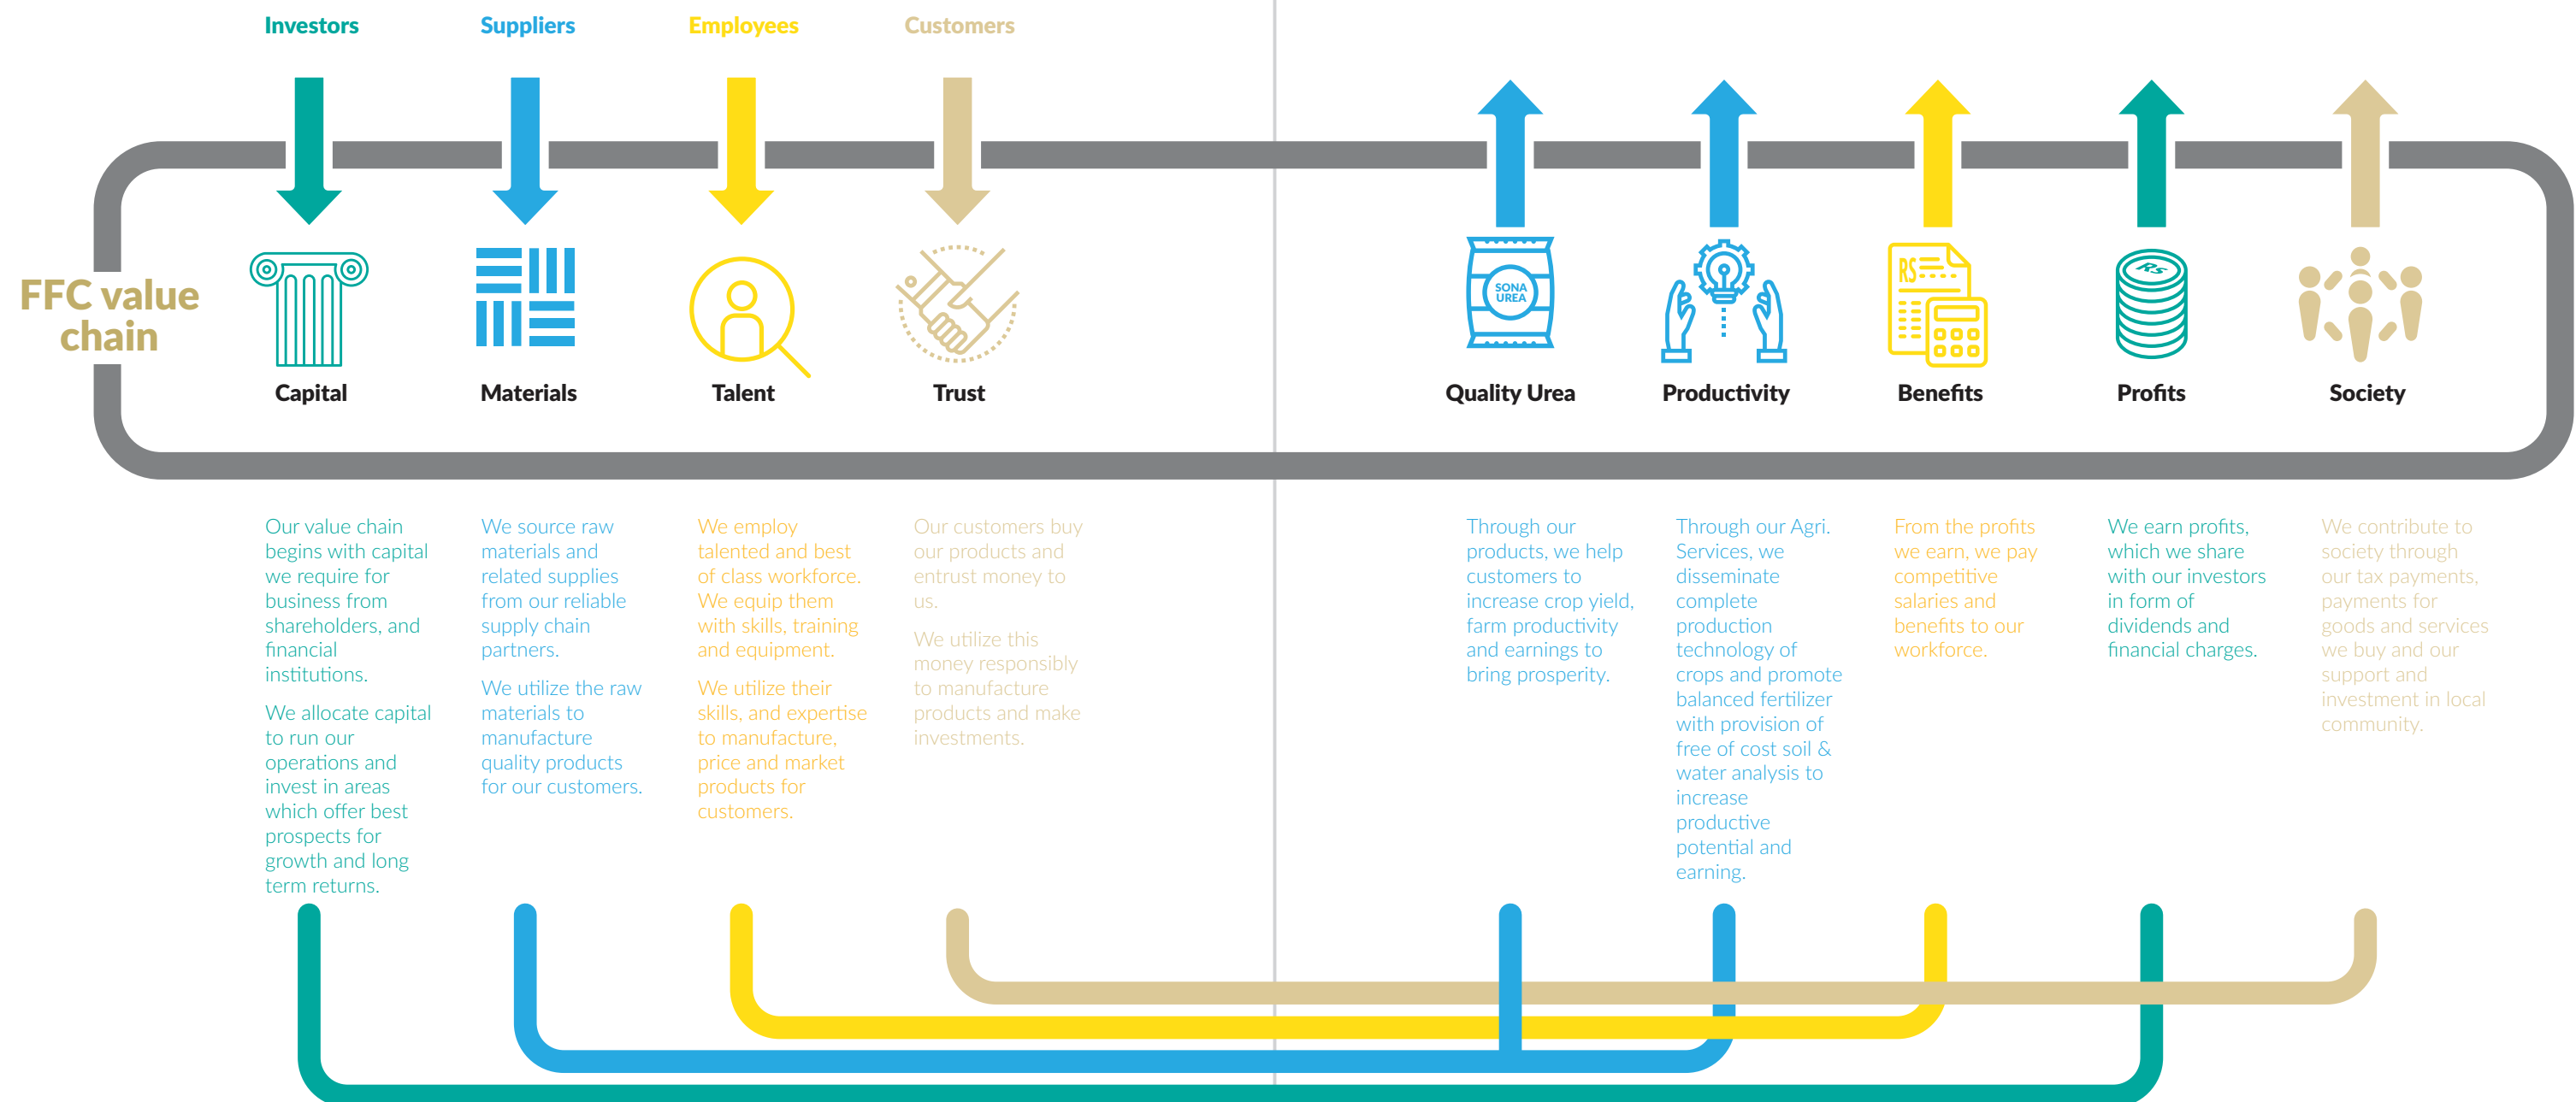 Investors
Suppliers
Employees
Customers
FFC value
chain
Capital
Materials
Talent
Trust
SONA
UREA
RS
Rs
Quality Urea
Productivity
Benefits
Profits
Society
Our value chain
begins with capital
we require for
business from
shareholders, and
financial
institutions.
We allocate capital
to run our
operations and
invest in areas
which offer best
prospects for
growth and long
term returns.
We source raw
materials and
related supplies
from our reliable
supply chain
partners.
We utilize the raw
materials to
manufacture
quality products
for our customers.
We employ
talented and best
of class workforce.
We equip them
with skills, training
and equipment.
We utilize their
skills, and expertise
to manufacture,
price and market
products for
customers.
Our customers buy
our products and
entrust money to
us.
We utilize this
money responsibly
to manufacture
products and make
investments.
Through our
products, we help
customers to
increase crop yield,
farm productivity
and earnings to
bring prosperity.
Through our Agri.
Services, we
disseminate
complete
production
technology of
crops and promote
balanced fertilizer
with provision of
free of cost soil &
water analysis to
increase
productive
potential and
earning.
From the profits
we earn, we pay
competitive
salaries and
benefits to our
workforce.
We earn profits,
which we share
with our investors
in form of
dividends and
financial charges.
We contribute to
society through
our tax payments,
payments for
goods and services
we buy and our
support and
investment in local
community.